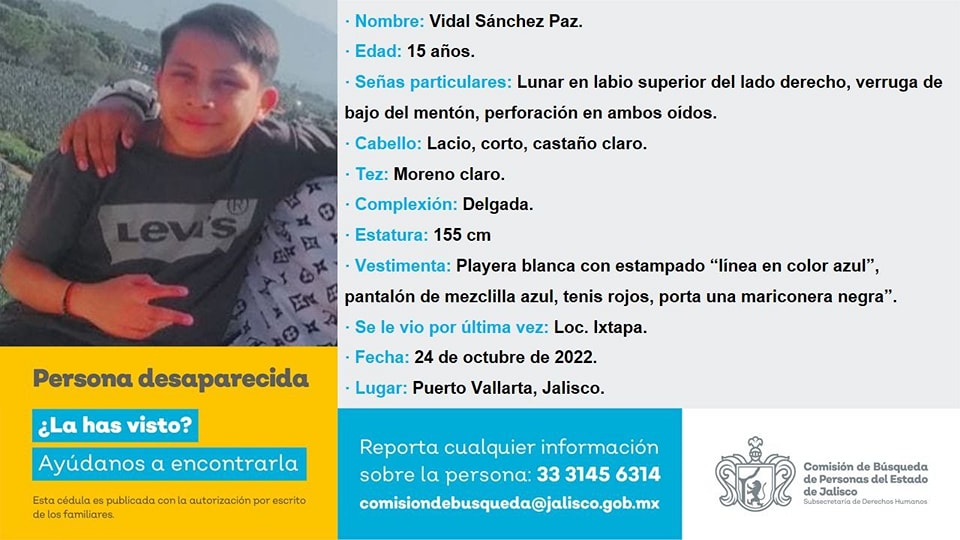 · Nombre: Vidal Sánchez Paz.
· Edad: 15 años.
· Señas particulares: Lunar en labio superior del lado derecho, verruga de
bajo del mentón, perforación en ambos oídos.
· Cabello: Lacio, corto, castaño claro.
· Tez: Moreno claro.
· Complexión: Delgada.
· Estatura: 155 cm
· Vestimenta: Playera blanca con estampado “línea en color azul”,
pantalón de mezclilla azul, tenis rojos, porta una mariconera negra”.
· Se le vio por última vez: Loc. Ixtapa.
· Fecha: 24 de octubre de 2022.
· Lugar: Puerto Vallarta, Jalisco.
Levi's ®
Persona desaparecida
¿La has visto?
Ayúdanos a encontrarla
Esta cédula es publicada con la autorización por escrito
de los familiares.
Reporta cualquier información
sobre la persona: 33 3145 6314
comisiondebusqueda@jalisco.gob.mx
Comisión de Búsqueda
de Personas del Estado
de Jalisco
Subsecretaría de Derechos Humanos